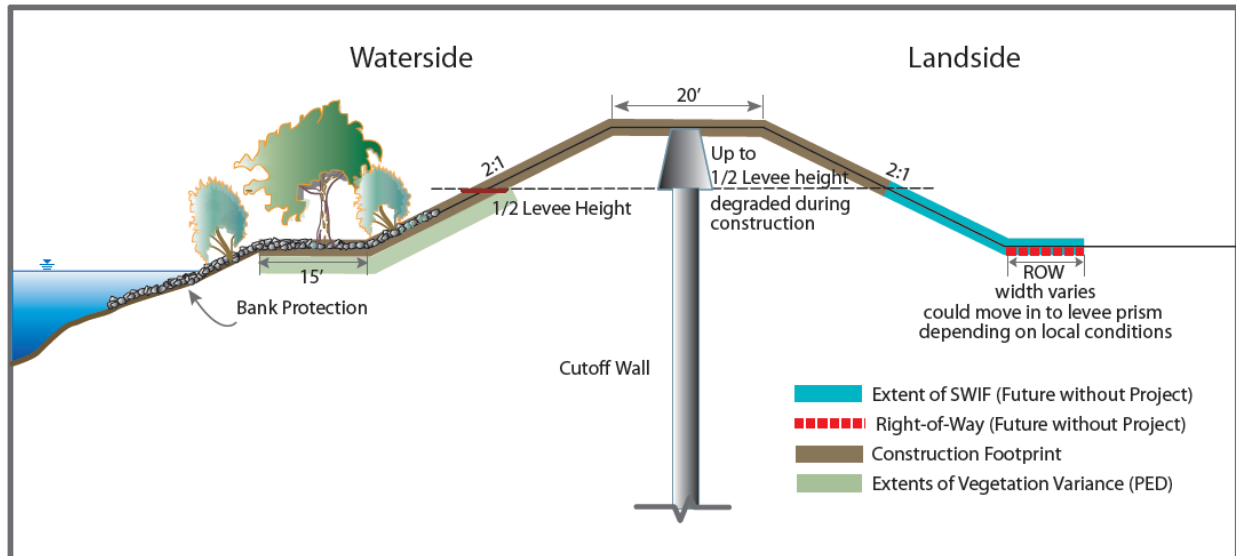 Waterside
Landside
20'
2:1
Up to
1/2 Levee height
degraded during
construction
2:1
1/2 Levee Height
15'
Bank Protection
ROW
width varies
could move in to levee prism
depending on local conditions
Cutoff Wall
Extent of SWIF (Future without Project)
Right-of-Way (Future without Project)
Construction Footprint
Extents of Vegetation Variance (PED)